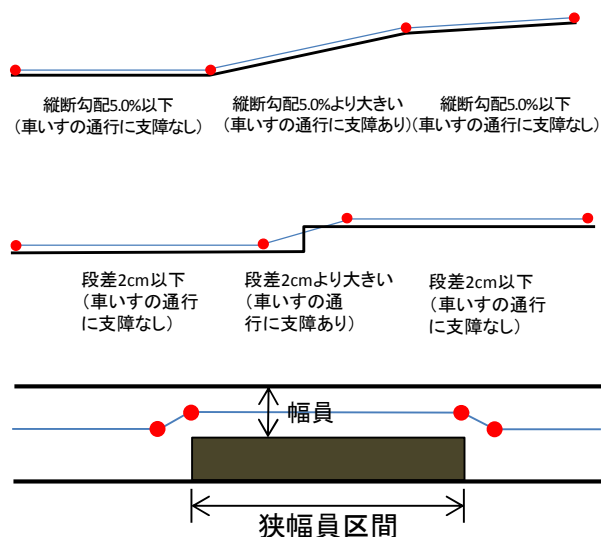 縦断勾配5.0%以下
(車いすの通行に支障なし)
縦断勾配5.0%より大きい
(車いすの通行に支障あり)
縦断勾配5.0%以下
(車いすの通行に支障なし)
段差2cm以下
(車いすの通行
に支障なし)
段差2cmより大きい
(車いすの通
行に支障あり)
段差2cm以下
(車いすの通行
に支障なし)
幅員
狭幅員区間